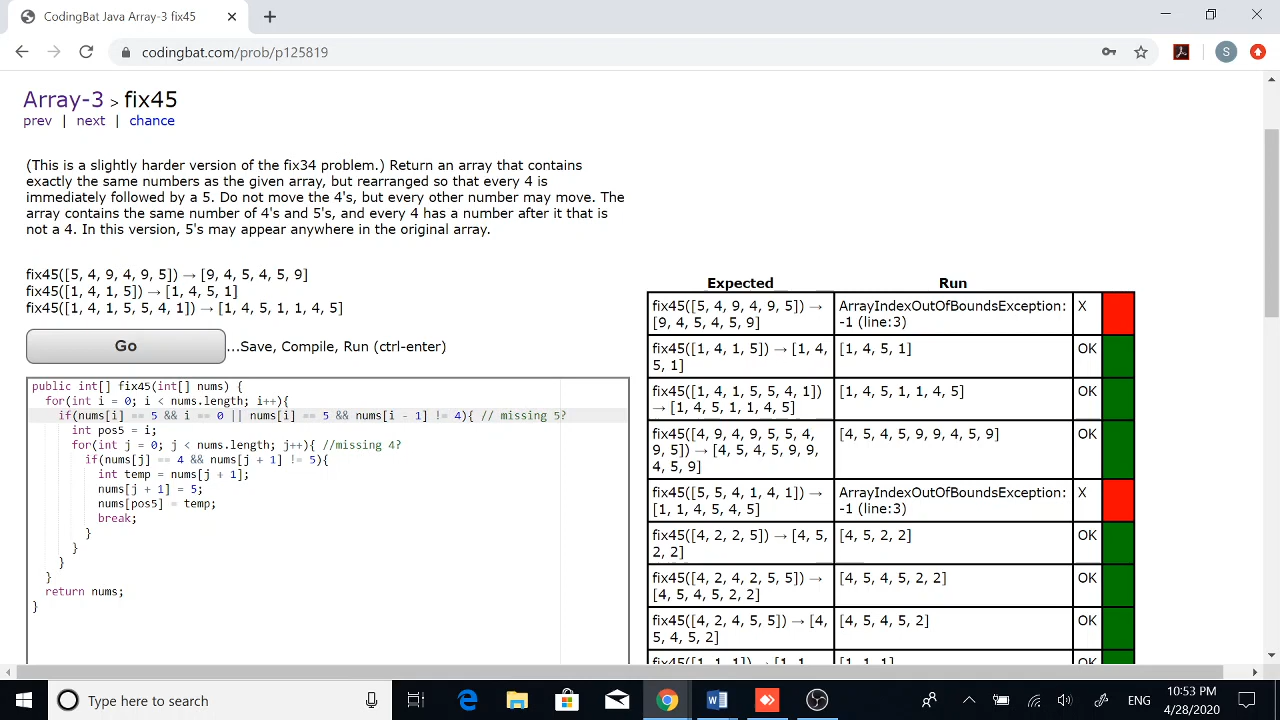 CodingBat Java Array-3 fix45
codingbat.com/prob/p125819
S
Array-3 > fix45
prev | next | chance
(This is a slightly harder version of the fix34 problem.) Return an array that contains
exactly the same numbers as the given array, but rearranged so that every 4 is
immediately followed by a 5. Do not move the 4's, but every other number may move. The
array contains the same number of 4's and 5's, and every 4 has a number after it that is
not a 4. In this version, 5's may appear anywhere in the original array.
fix45([5, 4, 9, 4, 9, 5]) → [9, 4, 5, 4, 5, 9]
fix45([1, 4, 1, 5]) → [1, 4, 5, 1]
fix45([1, 4, 1, 5, 5, 4, 1]) → [1, 4, 5, 1, 1, 4, 5]
Go
...Save, Compile, Run (ctrl-enter)
public int[] fix45(int[] nums) {
for(int i = 0; i < nums.length; i++){
if(nums[i] == 5 && i == 0 || nums[i] == 5 && nums[i - 1] != 4){ // missing 5?
int pos5 = i;
for(int j = 0; j < nums.length; j++){ //missing 4?
if(nums[j] == 4 && nums[j + 1] != 5){
int temp = nums[j + 1];
nums[j + 1] = 5;
nums[pos5] = temp;
break;
}
}
}
}
return nums;
}
Expected Run
fix45([5, 4, 9, 4, 9, 5]) → ArrayIndexOutOfBoundsException: X
[9, 4, 5, 4, 5, 9] -1 (line:3)
fix45([1, 4, 1, 5]) → [1, 4, [1, 4, 5, 1] OK
5, 1]
fix45([1, 4, 1, 5, 5, 4, 1]) [1, 4, 5, 1, 1, 4, 5] OK
→ [1, 4, 5, 1, 1, 4, 5]
fix45([4, 9, 4, 9, 5, 5, 4, [4, 5, 4, 5, 9, 9, 4, 5, 9] OK
9, 5]) → [4, 5, 4, 5, 9, 9,
4, 5, 9]
fix45([5, 5, 4, 1, 4, 1]) → ArrayIndexOutOfBoundsException: X
[1, 1, 4, 5, 4, 5] -1 (line:3)
fix45([4, 2, 2, 5]) → [4, 5, [4, 5, 2, 2] OK
2, 2]
fix45([4, 2, 4, 2, 5, 5]) → [4, 5, 4, 5, 2, 2] OK
[4, 5, 4, 5, 2, 2]
fix45([4, 2, 4, 5, 5]) → [4, [4, 5, 4, 5, 2] OK
5, 4, 5, 2]
fix45([1, 1, 1]) → [1, 1, [1, 1, 1] OK
Type here to search
ENG
10:53 PM
4/28/2020